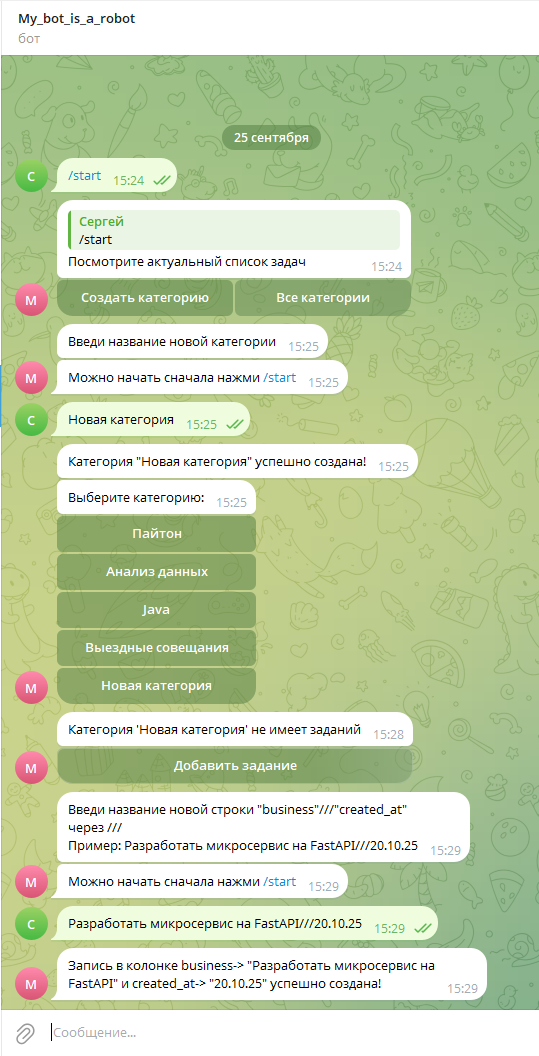 My_bot_is_a_robot
бот
25 сентября
С
/start 15:24
Сергей
/start
Посмотрите актуальный список задач 15:24
М
Создать категорию Все категории
Введи название новой категории 15:25
М
Можно начать сначала нажми /start 15:25
С
Новая категория 15:25
Категория "Новая категория" успешно создана! 15:25
Выберите категорию: 15:25
Пайтон
Анализ данных
Java
Выездные совещания
М
Новая категория
Категория 'Новая категория' не имеет заданий 15:28
М
Добавить задание
Введи название новой строки "business"///"created_at"
через ///
Пример: Разработать микросервис на FastAPI///20.10.25 15:29
М
Можно начать сначала нажми /start 15:29
С
Разработать микросервис на FastAPI///20.10.25 15:29
Запись в колонке business-> "Разработать микросервис на
М
FastAPI" и created_at-> "20.10.25" успешно создана! 15:29
Сообщение...